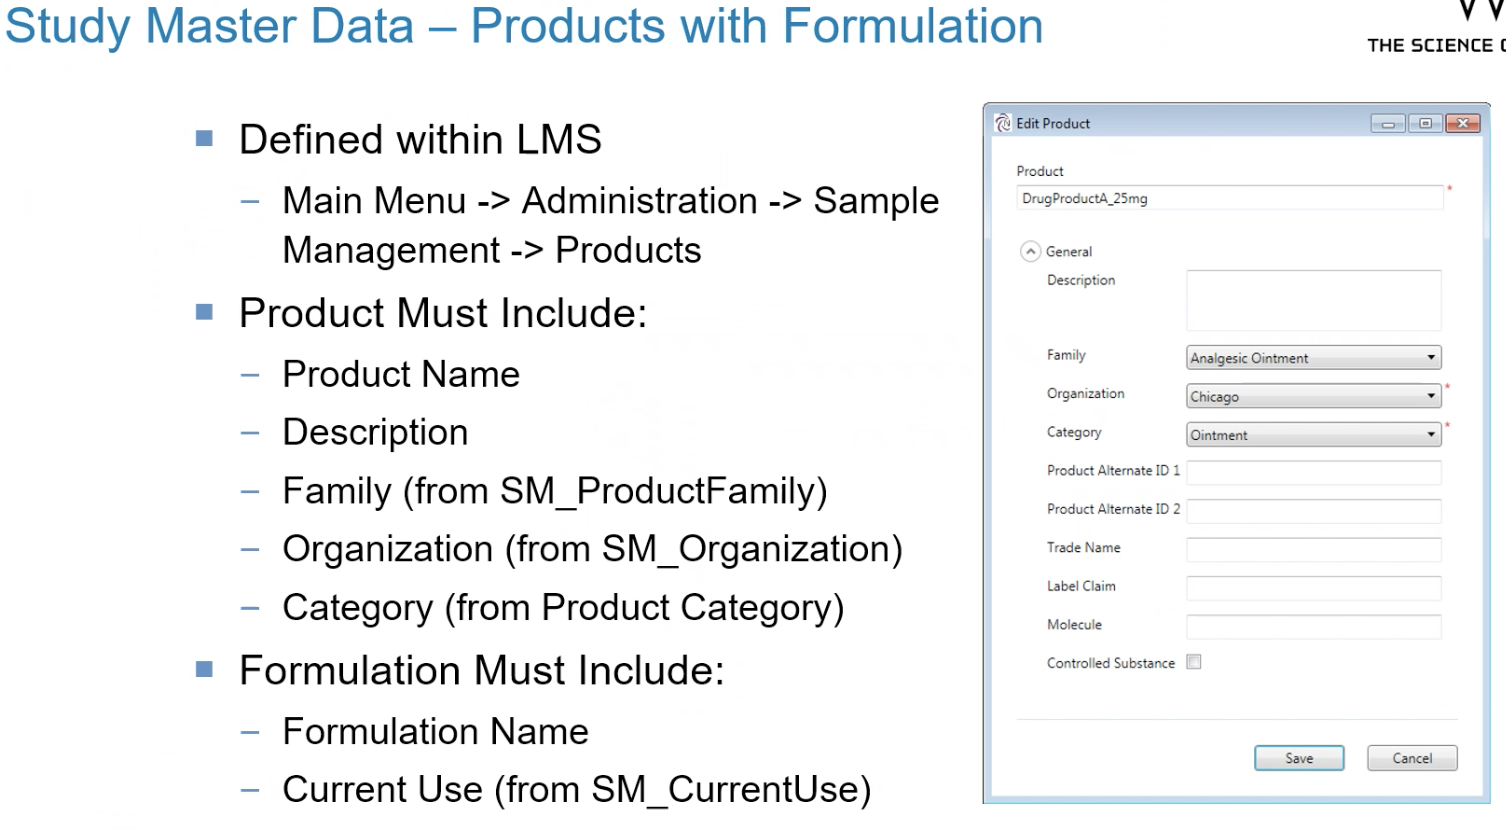 Study Master Data – Products with Formulation
THE SCIENCE
■ Defined within LMS
– Main Menu -> Administration -> Sample
Management -> Products
■ Product Must Include:
– Product Name
– Description
– Family (from SM_ProductFamily)
– Organization (from SM_Organization)
– Category (from Product Category)
■ Formulation Must Include:
– Formulation Name
– Current Use (from SM_CurrentUse)
Edit Product
Product
DrugProductA_25mg *
General
Description
Family Analgesic Ointment
Organization Chicago *
Category Ointment *
Product Alternate ID 1
Product Alternate ID 2
Trade Name
Label Claim
Molecule
Controlled Substance
Save Cancel